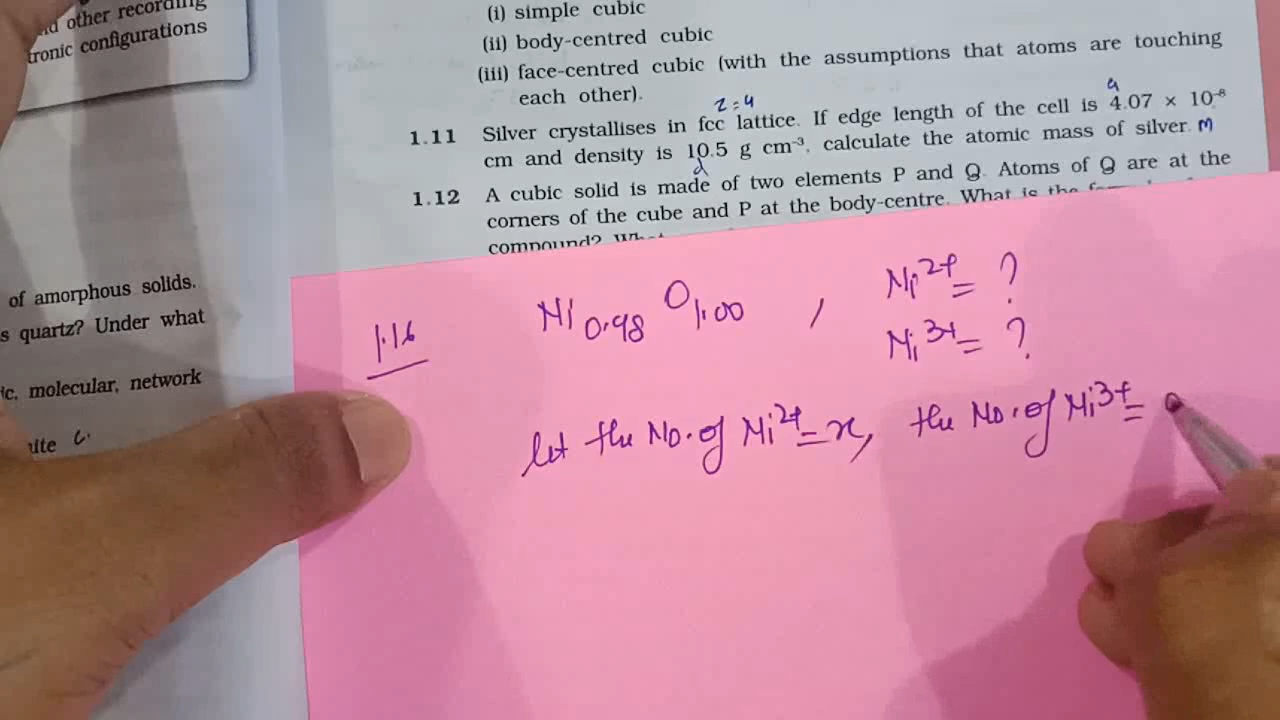 nd other recording
tronic configurations
of amorphous solids.
s quartz? Under what
ic, molecular, network
uite
(i) simple cubic
(ii) body-centred cubic
(iii) face-centred cubic (with the assumptions that atoms are touching
each other).
z=4
a
1.11 Silver crystallises in fcc lattice. If edge length of the cell is 4.07 × 10⁻⁸
cm and density is 10.5 g cm⁻³, calculate the atomic mass of silver. M
d
1.12 A cubic solid is made of two elements P and Q. Atoms of Q are at the
corners of the cube and P at the body-centre. What is the
compound?
1.16 Ni0.98 O1.00 , Ni²⁺= ?
Ni³⁺= ?
let the No. of Ni²⁺=x, the No. of Ni³⁺=